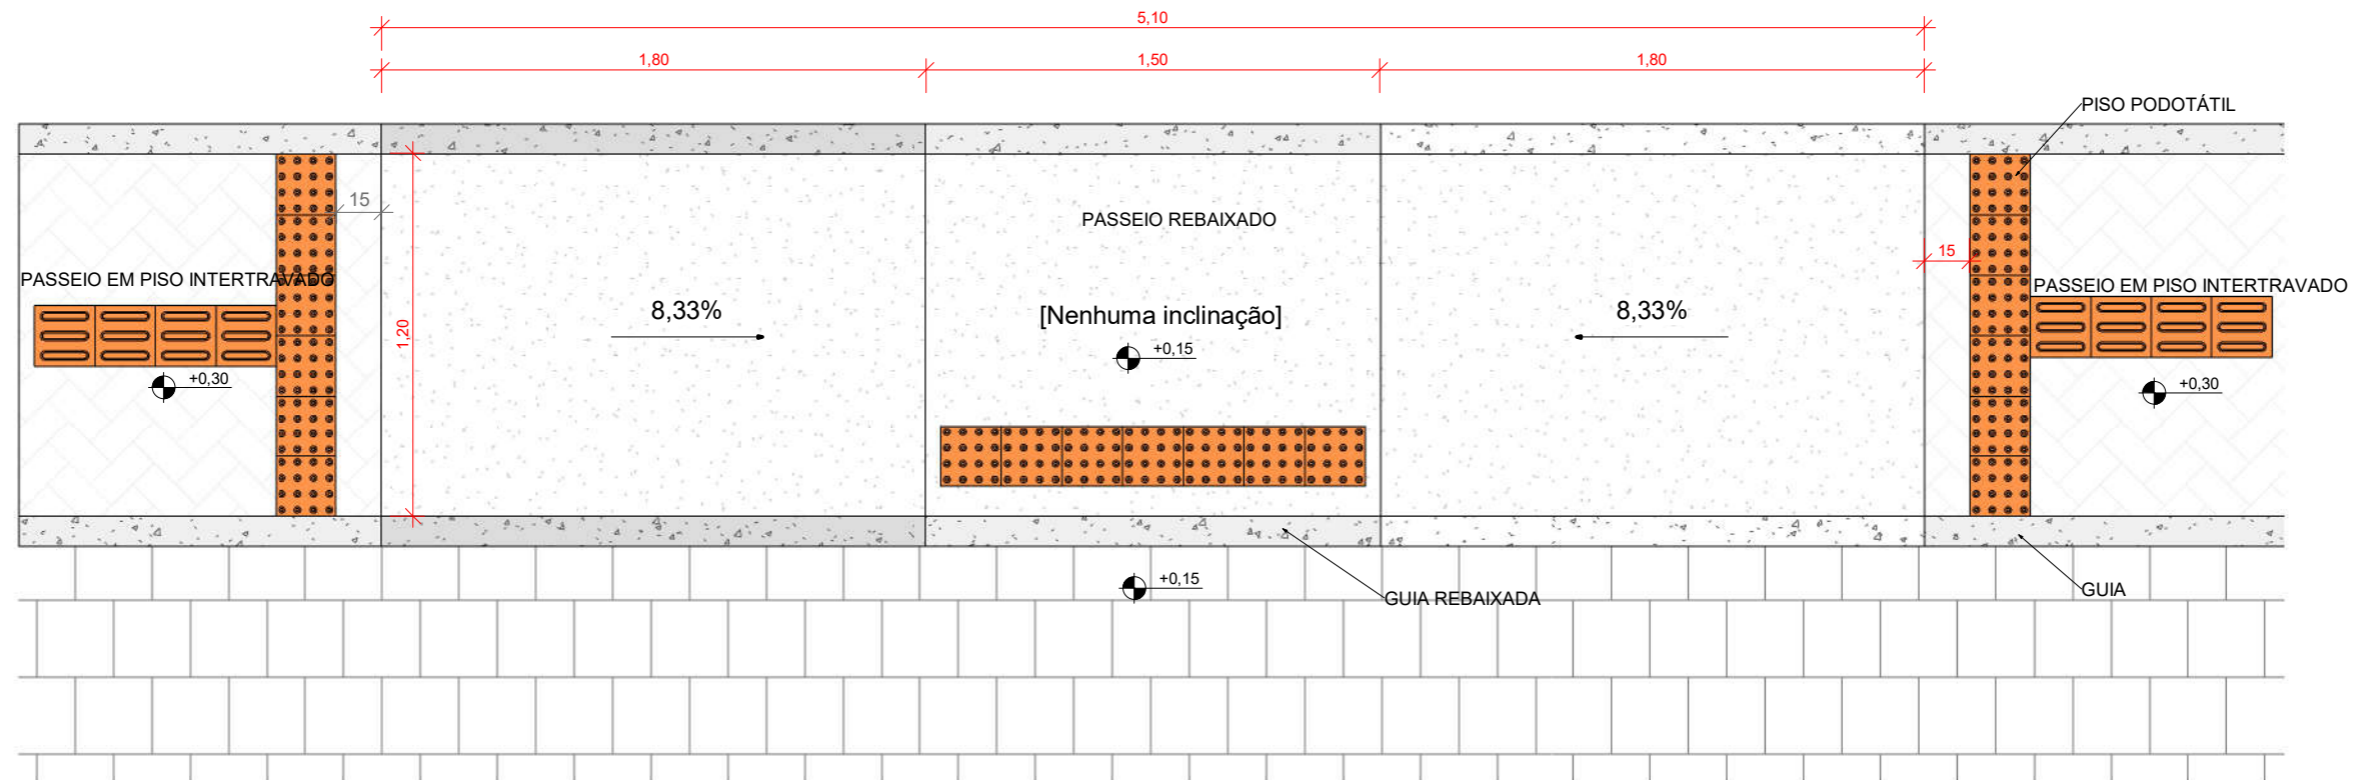 5,10
1,80
1,50
1,80
PISO PODOTÁTIL
15
PASSEIO REBAIXADO
15
PASSEIO EM PISO INTERTRAVADO
PASSEIO EM PISO INTERTRAVADO
8,33%
[Nenhuma inclinação]
8,33%
1,20
+0,15
+0,30
+0,30
+0,15
GUIA REBAIXADA
GUIA